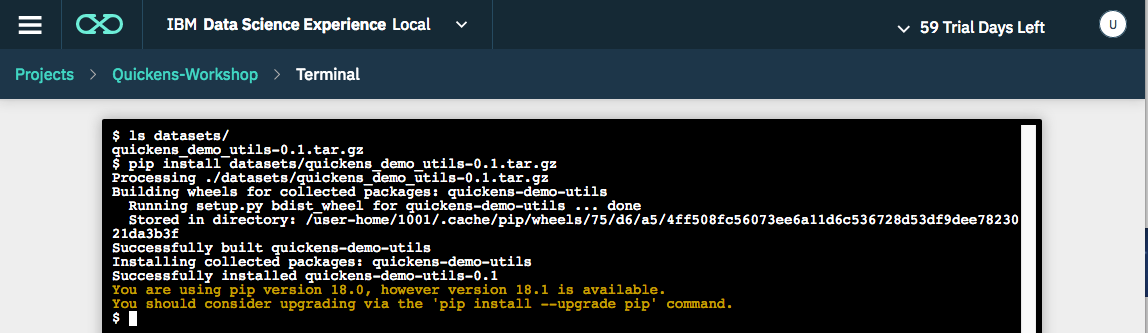 IBM Data Science Experience Local
59 Trial Days Left
U
Projects > Quickens-Workshop > Terminal
$ ls datasets/
quickens_demo_utils-0.1.tar.gz
$ pip install datasets/quickens_demo_utils-0.1.tar.gz
Processing ./datasets/quickens_demo_utils-0.1.tar.gz
Building wheels for collected packages: quickens-demo-utils
  Running setup.py bdist_wheel for quickens-demo-utils ... done
  Stored in directory: /user-home/1001/.cache/pip/wheels/75/d6/a5/4ff508fc56073ee6a11d6c536728d53df9dee78230
21da3b3f
Successfully built quickens-demo-utils
Installing collected packages: quickens-demo-utils
Successfully installed quickens-demo-utils-0.1
You are using pip version 18.0, however version 18.1 is available.
You should consider upgrading via the 'pip install --upgrade pip' command.
$